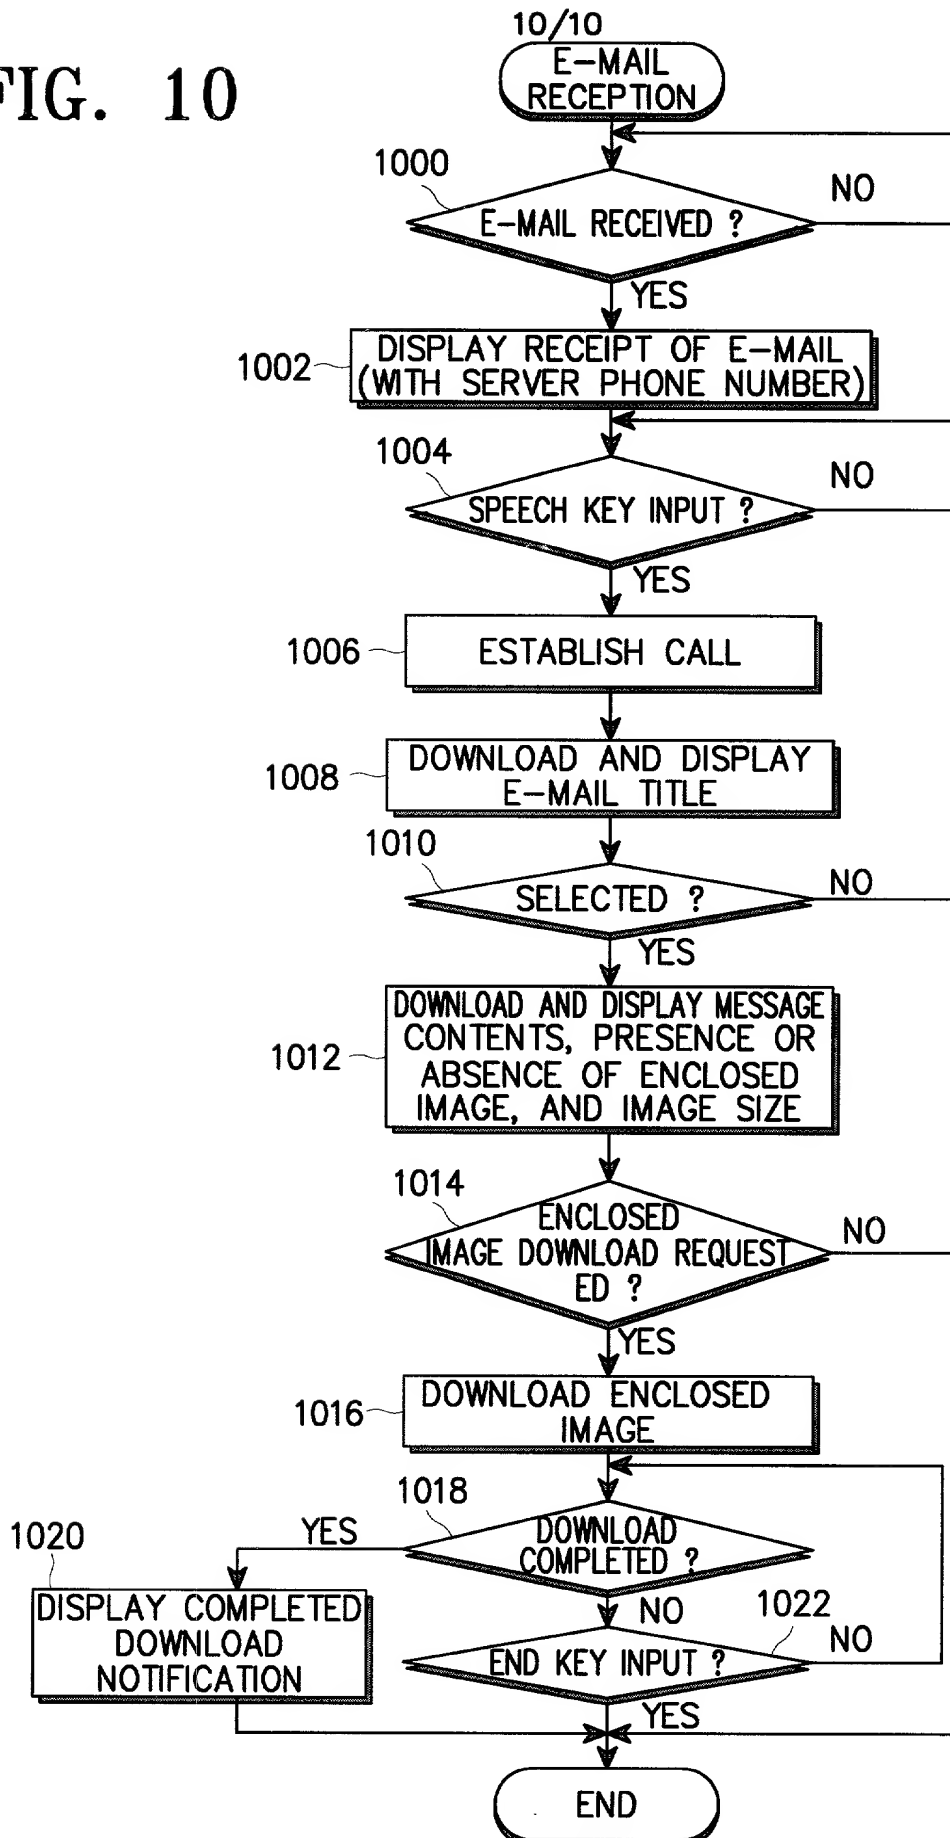 10/10
FIG. 10
E-MAIL
RECEPTION
1000
E-MAIL RECEIVED ?
NO
YES
1002
DISPLAY RECEIPT OF E-MAIL
(WITH SERVER PHONE NUMBER)
1004
SPEECH KEY INPUT ?
NO
YES
1006
ESTABLISH CALL
1008
DOWNLOAD AND DISPLAY
E-MAIL TITLE
1010
SELECTED ?
NO
YES
1012
DOWNLOAD AND DISPLAY MESSAGE
CONTENTS, PRESENCE OR
ABSENCE OF ENCLOSED
IMAGE, AND IMAGE SIZE
1014
ENCLOSED
IMAGE DOWNLOAD REQUEST
ED ?
NO
YES
1016
DOWNLOAD ENCLOSED
IMAGE
1018
DOWNLOAD
COMPLETED ?
YES
1020
DISPLAY COMPLETED
DOWNLOAD
NOTIFICATION
NO
1022
END KEY INPUT ?
NO
YES
END